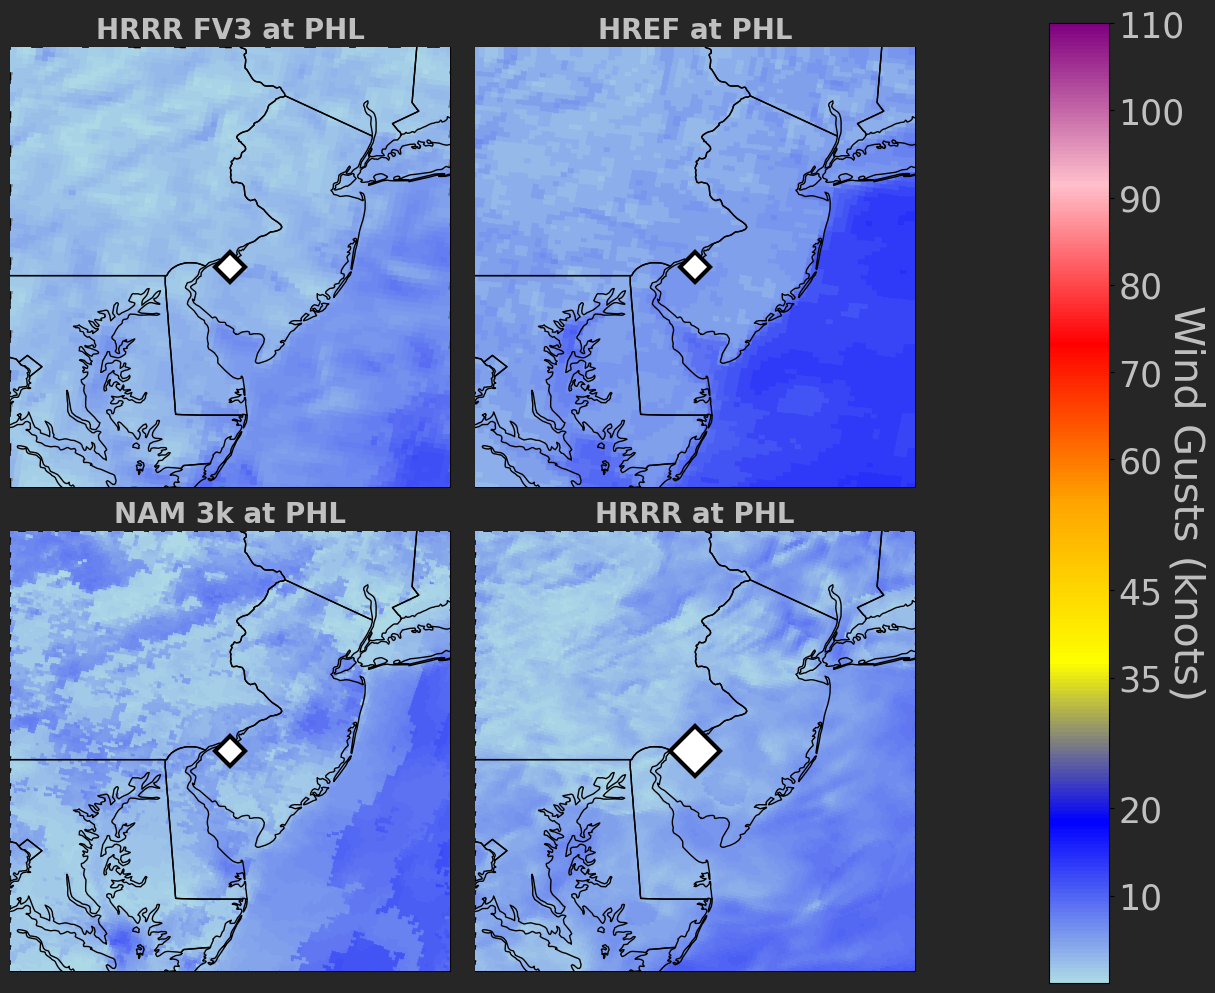 HRRR FV3 at PHL
HREF at PHL
NAM 3k at PHL
HRRR at PHL
110
100
90
80
70
60
45
35
20
10
Wind Gusts (knots)